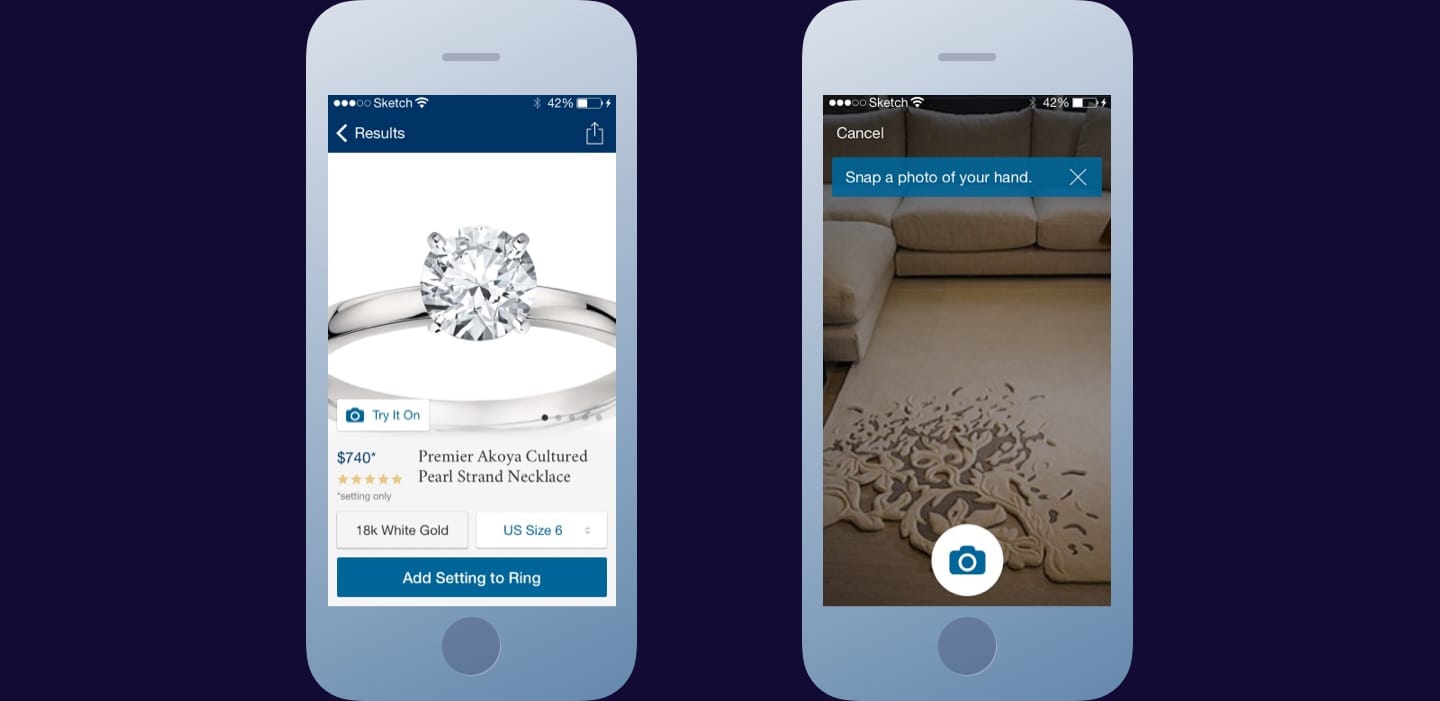 Sketch 42%
Results
Try It On
$740*
Premier Akoya Cultured
Pearl Strand Necklace
*setting only
18k White Gold
US Size 6
Add Setting to Ring
Sketch 42%
Cancel
Snap a photo of your hand.